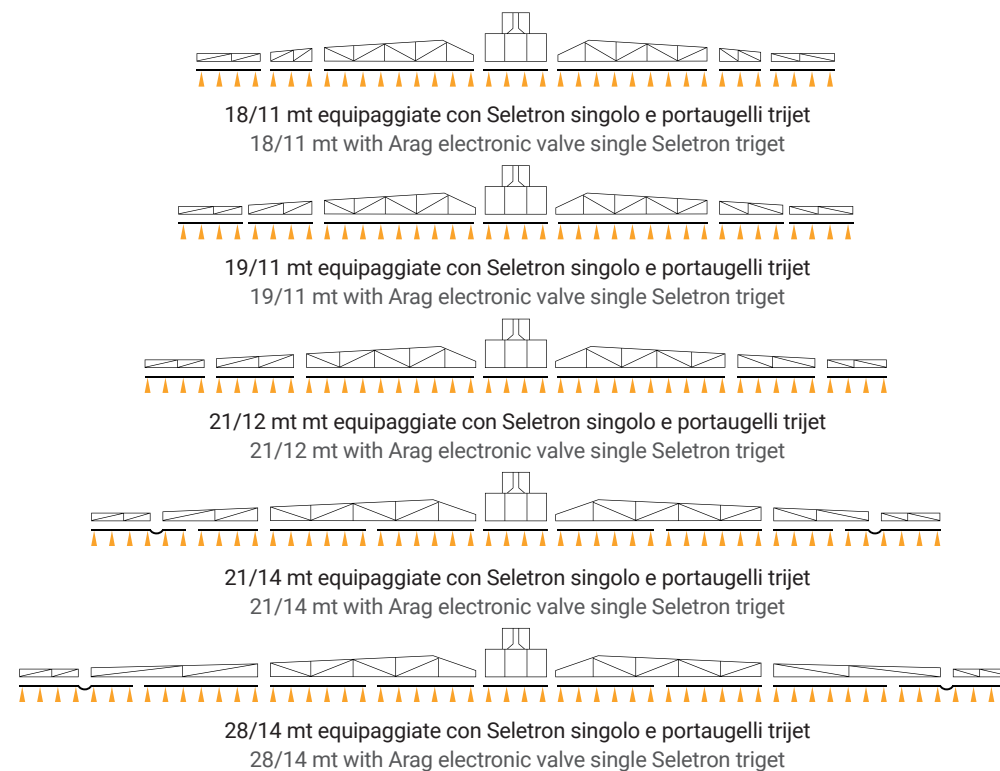 18/11 mt equipaggiate con Seletron singolo e portaugelli trijet
18/11 mt with Arag electronic valve single Seletron triget
19/11 mt equipaggiate con Seletron singolo e portaugelli trijet
19/11 mt with Arag electronic valve single Seletron triget
21/12 mt mt equipaggiate con Seletron singolo e portaugelli trijet
21/12 mt with Arag electronic valve single Seletron triget
21/14 mt equipaggiate con Seletron singolo e portaugelli trijet
21/14 mt with Arag electronic valve single Seletron triget
28/14 mt equipaggiate con Seletron singolo e portaugelli trijet
28/14 mt with Arag electronic valve single Seletron triget